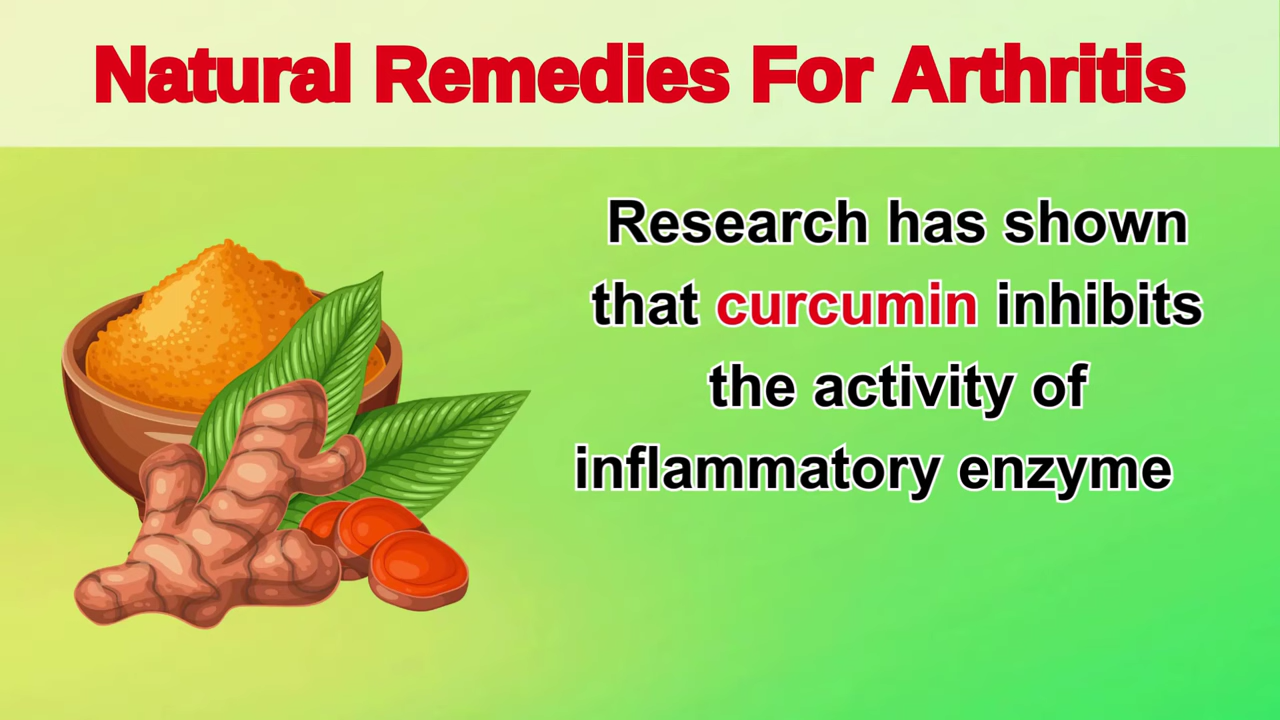 Natural Remedies For Arthritis
Research has shown
that curcumin inhibits
the activity of
inflammatory enzyme